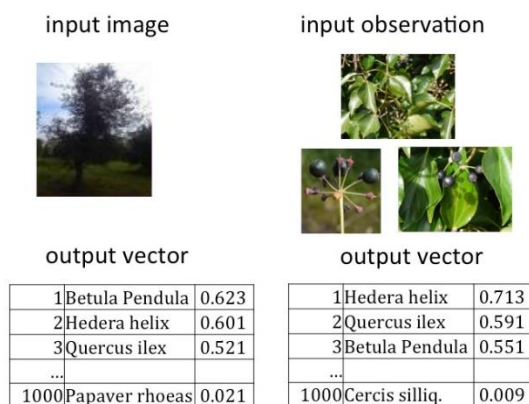 input image
output vector
1 Betula Pendula 0.623
2 Hedera helix 0.601
3 Quercus ilex 0.521
...
1000 Papaver rhoeas 0.021
input observation
output vector
1 Hedera helix 0.713
2 Quercus ilex 0.591
3 Betula Pendula 0.551
...
1000 Cercis silliq. 0.009